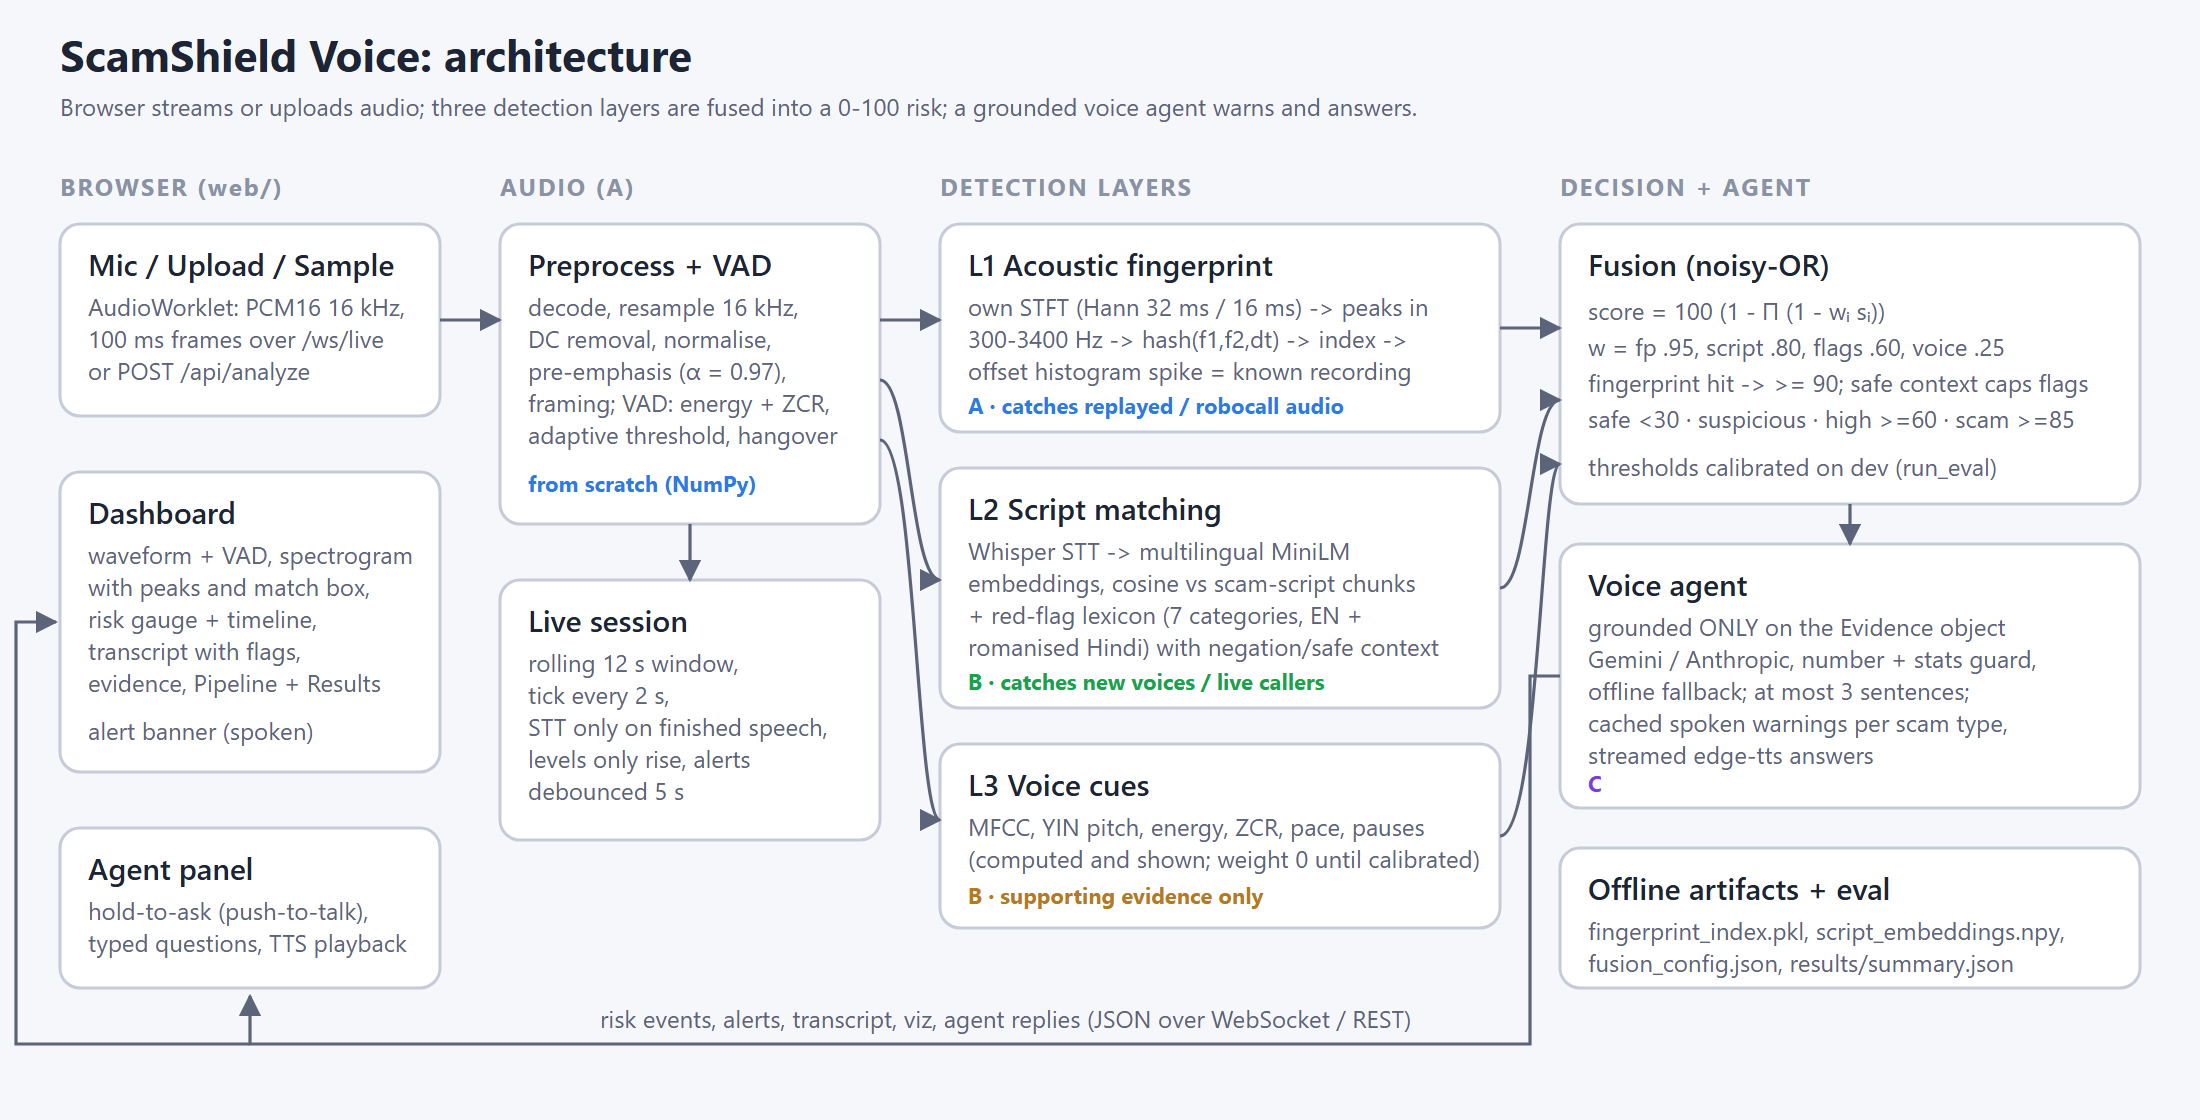 ScamShield Voice: architecture
Browser streams or uploads audio; three detection layers are fused into a 0-100 risk; a grounded voice agent warns and answers.
BROWSER (web/)
Mic / Upload / Sample
AudioWorklet: PCM16 16 kHz,
100 ms frames over /ws/live
or POST /api/analyze
Dashboard
waveform + VAD, spectrogram
with peaks and match box,
risk gauge + timeline,
transcript with flags,
evidence, Pipeline + Results
alert banner (spoken)
Agent panel
hold-to-ask (push-to-talk),
typed questions, TTS playback
AUDIO (A)
Preprocess + VAD
decode, resample 16 kHz,
DC removal, normalise,
pre-emphasis (α = 0.97),
framing; VAD: energy + ZCR,
adaptive threshold, hangover
from scratch (NumPy)
Live session
rolling 12 s window,
tick every 2 s,
STT only on finished speech,
levels only rise, alerts
debounced 5 s
DETECTION LAYERS
L1 Acoustic fingerprint
own STFT (Hann 32 ms / 16 ms) -> peaks in
300-3400 Hz -> hash(f1,f2,dt) -> index ->
offset histogram spike = known recording
A · catches replayed / robocall audio
L2 Script matching
Whisper STT -> multilingual MiniLM
embeddings, cosine vs scam-script chunks
+ red-flag lexicon (7 categories, EN +
romanised Hindi) with negation/safe context
B · catches new voices / live callers
L3 Voice cues
MFCC, YIN pitch, energy, ZCR, pace, pauses
(computed and shown; weight 0 until calibrated)
B · supporting evidence only
DECISION + AGENT
Fusion (noisy-OR)
score = 100 (1 - Π (1 - wᵢ sᵢ))
w = fp .95, script .80, flags .60, voice .25
fingerprint hit -> >= 90; safe context caps flags
safe <30 · suspicious · high >=60 · scam >=85
thresholds calibrated on dev (run_eval)
Voice agent
grounded ONLY on the Evidence object
Gemini / Anthropic, number + stats guard,
offline fallback; at most 3 sentences;
cached spoken warnings per scam type,
streamed edge-tts answers
C
Offline artifacts + eval
fingerprint_index.pkl, script_embeddings.npy,
fusion_config.json, results/summary.json
risk events, alerts, transcript, viz, agent replies (JSON over WebSocket / REST)